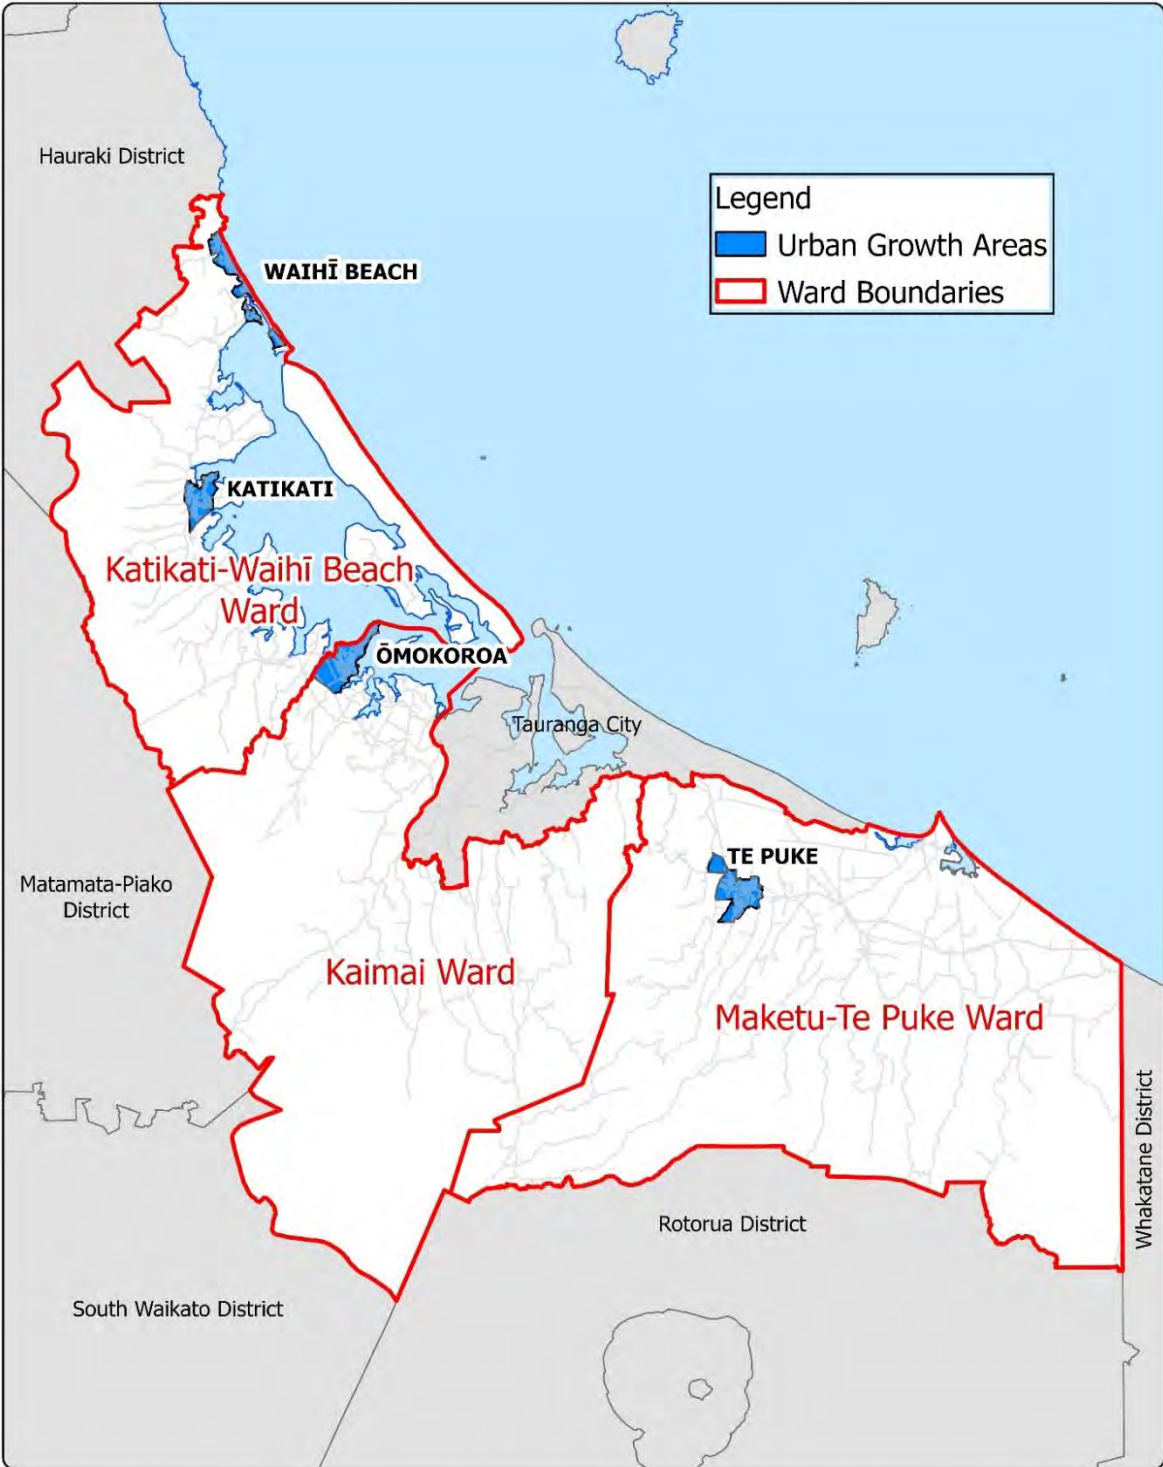 Hauraki District
Legend
Urban Growth Areas
Ward Boundaries
WAIHĪ BEACH
KATIKATI
Katikati-Waihī Beach
Ward
ŌMOKOROA
Tauranga City
TE PUKE
Matamata-Piako
District
Kaimai Ward
Maketu-Te Puke Ward
Whakatane District
Rotorua District
South Waikato District